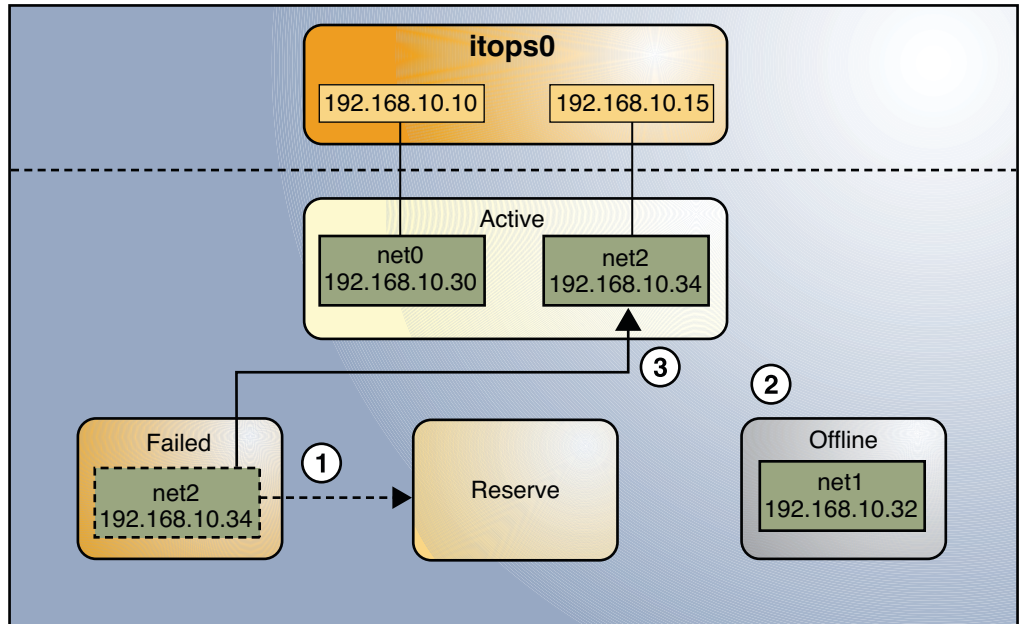 itops0
192.168.10.10
192.168.10.15
Active
net0
192.168.10.30
net2
192.168.10.34
3
2
Failed
net2
192.168.10.34
1
Reserve
Offline
net1
192.168.10.32